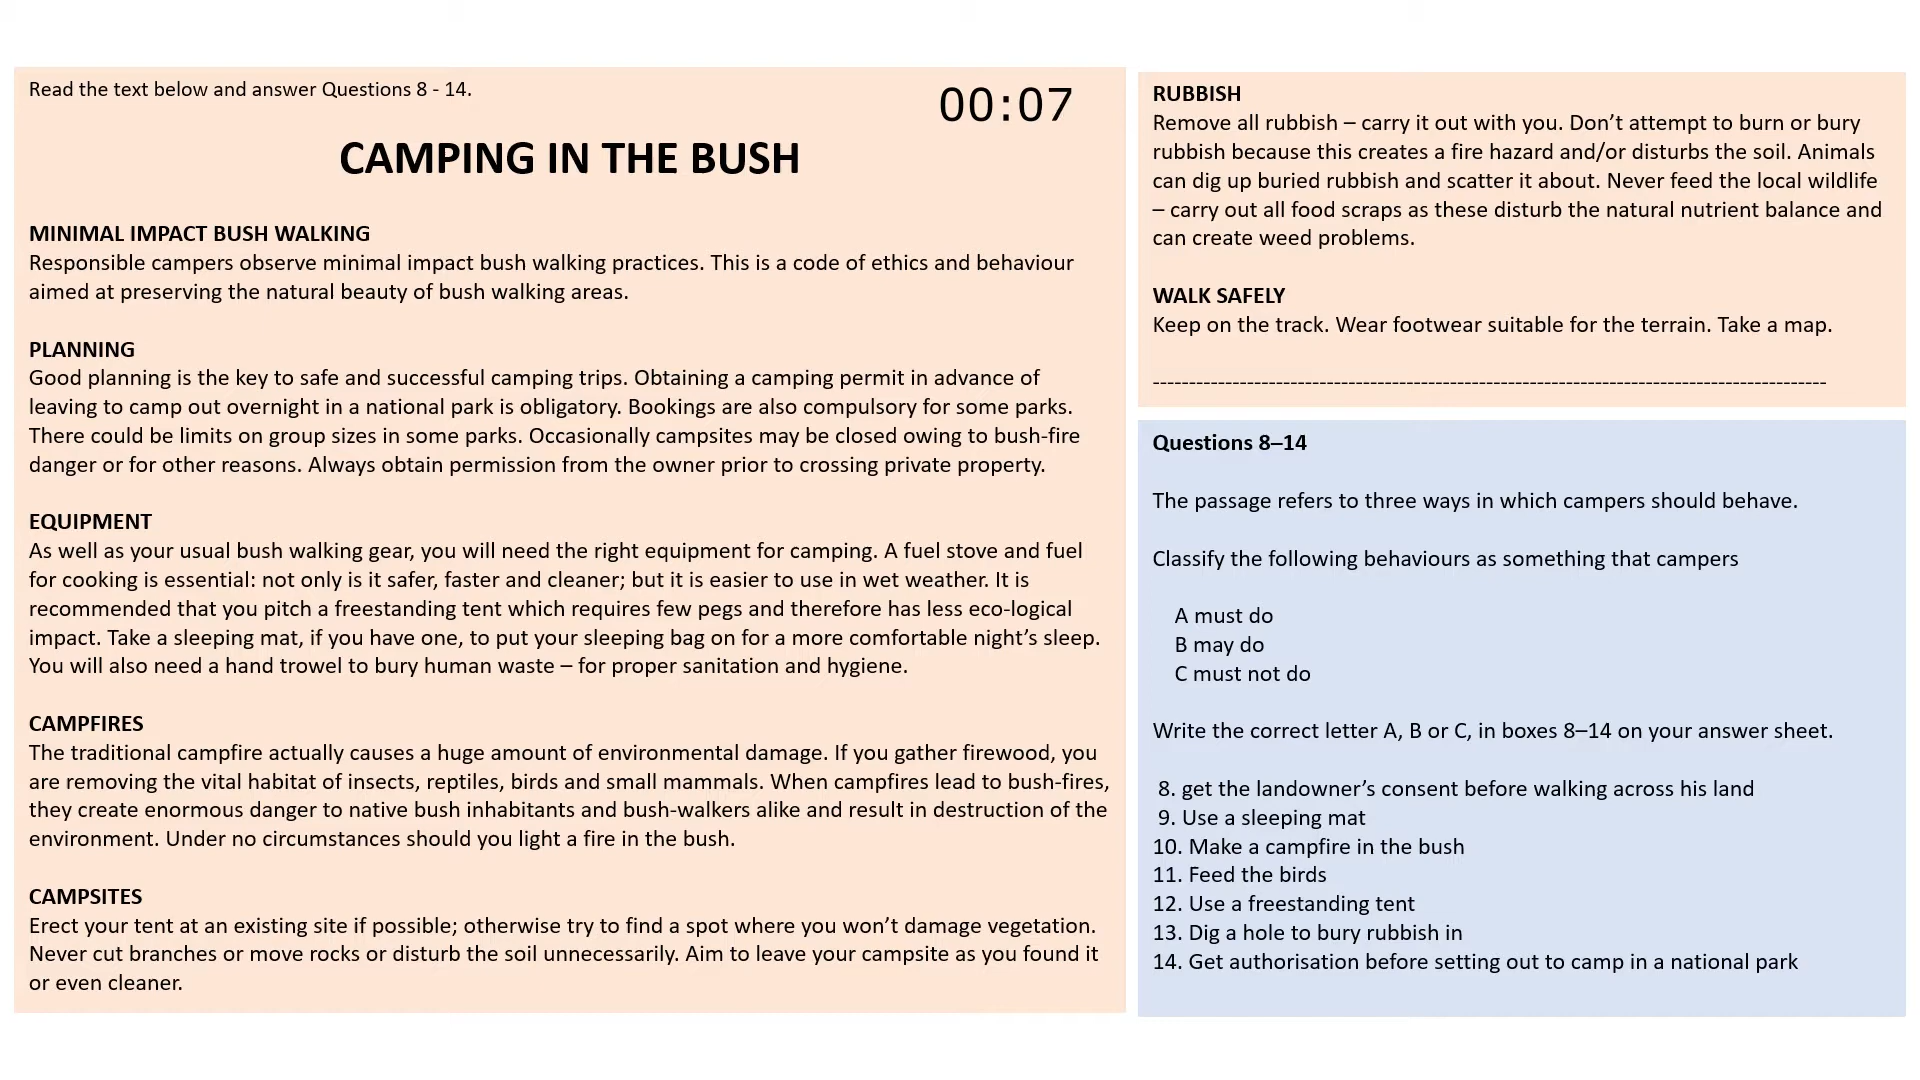 Read the text below and answer Questions 8 - 14.
00:07
CAMPING IN THE BUSH
MINIMAL IMPACT BUSH WALKING
Responsible campers observe minimal impact bush walking practices. This is a code of ethics and behaviour
aimed at preserving the natural beauty of bush walking areas.
PLANNING
Good planning is the key to safe and successful camping trips. Obtaining a camping permit in advance of
leaving to camp out overnight in a national park is obligatory. Bookings are also compulsory for some parks.
There could be limits on group sizes in some parks. Occasionally campsites may be closed owing to bush-fire
danger or for other reasons. Always obtain permission from the owner prior to crossing private property.
EQUIPMENT
As well as your usual bush walking gear, you will need the right equipment for camping. A fuel stove and fuel
for cooking is essential: not only is it safer, faster and cleaner; but it is easier to use in wet weather. It is
recommended that you pitch a freestanding tent which requires few pegs and therefore has less eco-logical
impact. Take a sleeping mat, if you have one, to put your sleeping bag on for a more comfortable night’s sleep.
You will also need a hand trowel to bury human waste – for proper sanitation and hygiene.
CAMPFIRES
The traditional campfire actually causes a huge amount of environmental damage. If you gather firewood, you
are removing the vital habitat of insects, reptiles, birds and small mammals. When campfires lead to bush-fires,
they create enormous danger to native bush inhabitants and bush-walkers alike and result in destruction of the
environment. Under no circumstances should you light a fire in the bush.
CAMPSITES
Erect your tent at an existing site if possible; otherwise try to find a spot where you won’t damage vegetation.
Never cut branches or move rocks or disturb the soil unnecessarily. Aim to leave your campsite as you found it
or even cleaner.
RUBBISH
Remove all rubbish – carry it out with you. Don’t attempt to burn or bury
rubbish because this creates a fire hazard and/or disturbs the soil. Animals
can dig up buried rubbish and scatter it about. Never feed the local wildlife
– carry out all food scraps as these disturb the natural nutrient balance and
can create weed problems.
WALK SAFELY
Keep on the track. Wear footwear suitable for the terrain. Take a map.
---------------------------------------------------------------------------------------------
Questions 8–14
The passage refers to three ways in which campers should behave.
Classify the following behaviours as something that campers
A must do
B may do
C must not do
Write the correct letter A, B or C, in boxes 8–14 on your answer sheet.
8. get the landowner’s consent before walking across his land
9. Use a sleeping mat
10. Make a campfire in the bush
11. Feed the birds
12. Use a freestanding tent
13. Dig a hole to bury rubbish in
14. Get authorisation before setting out to camp in a national park